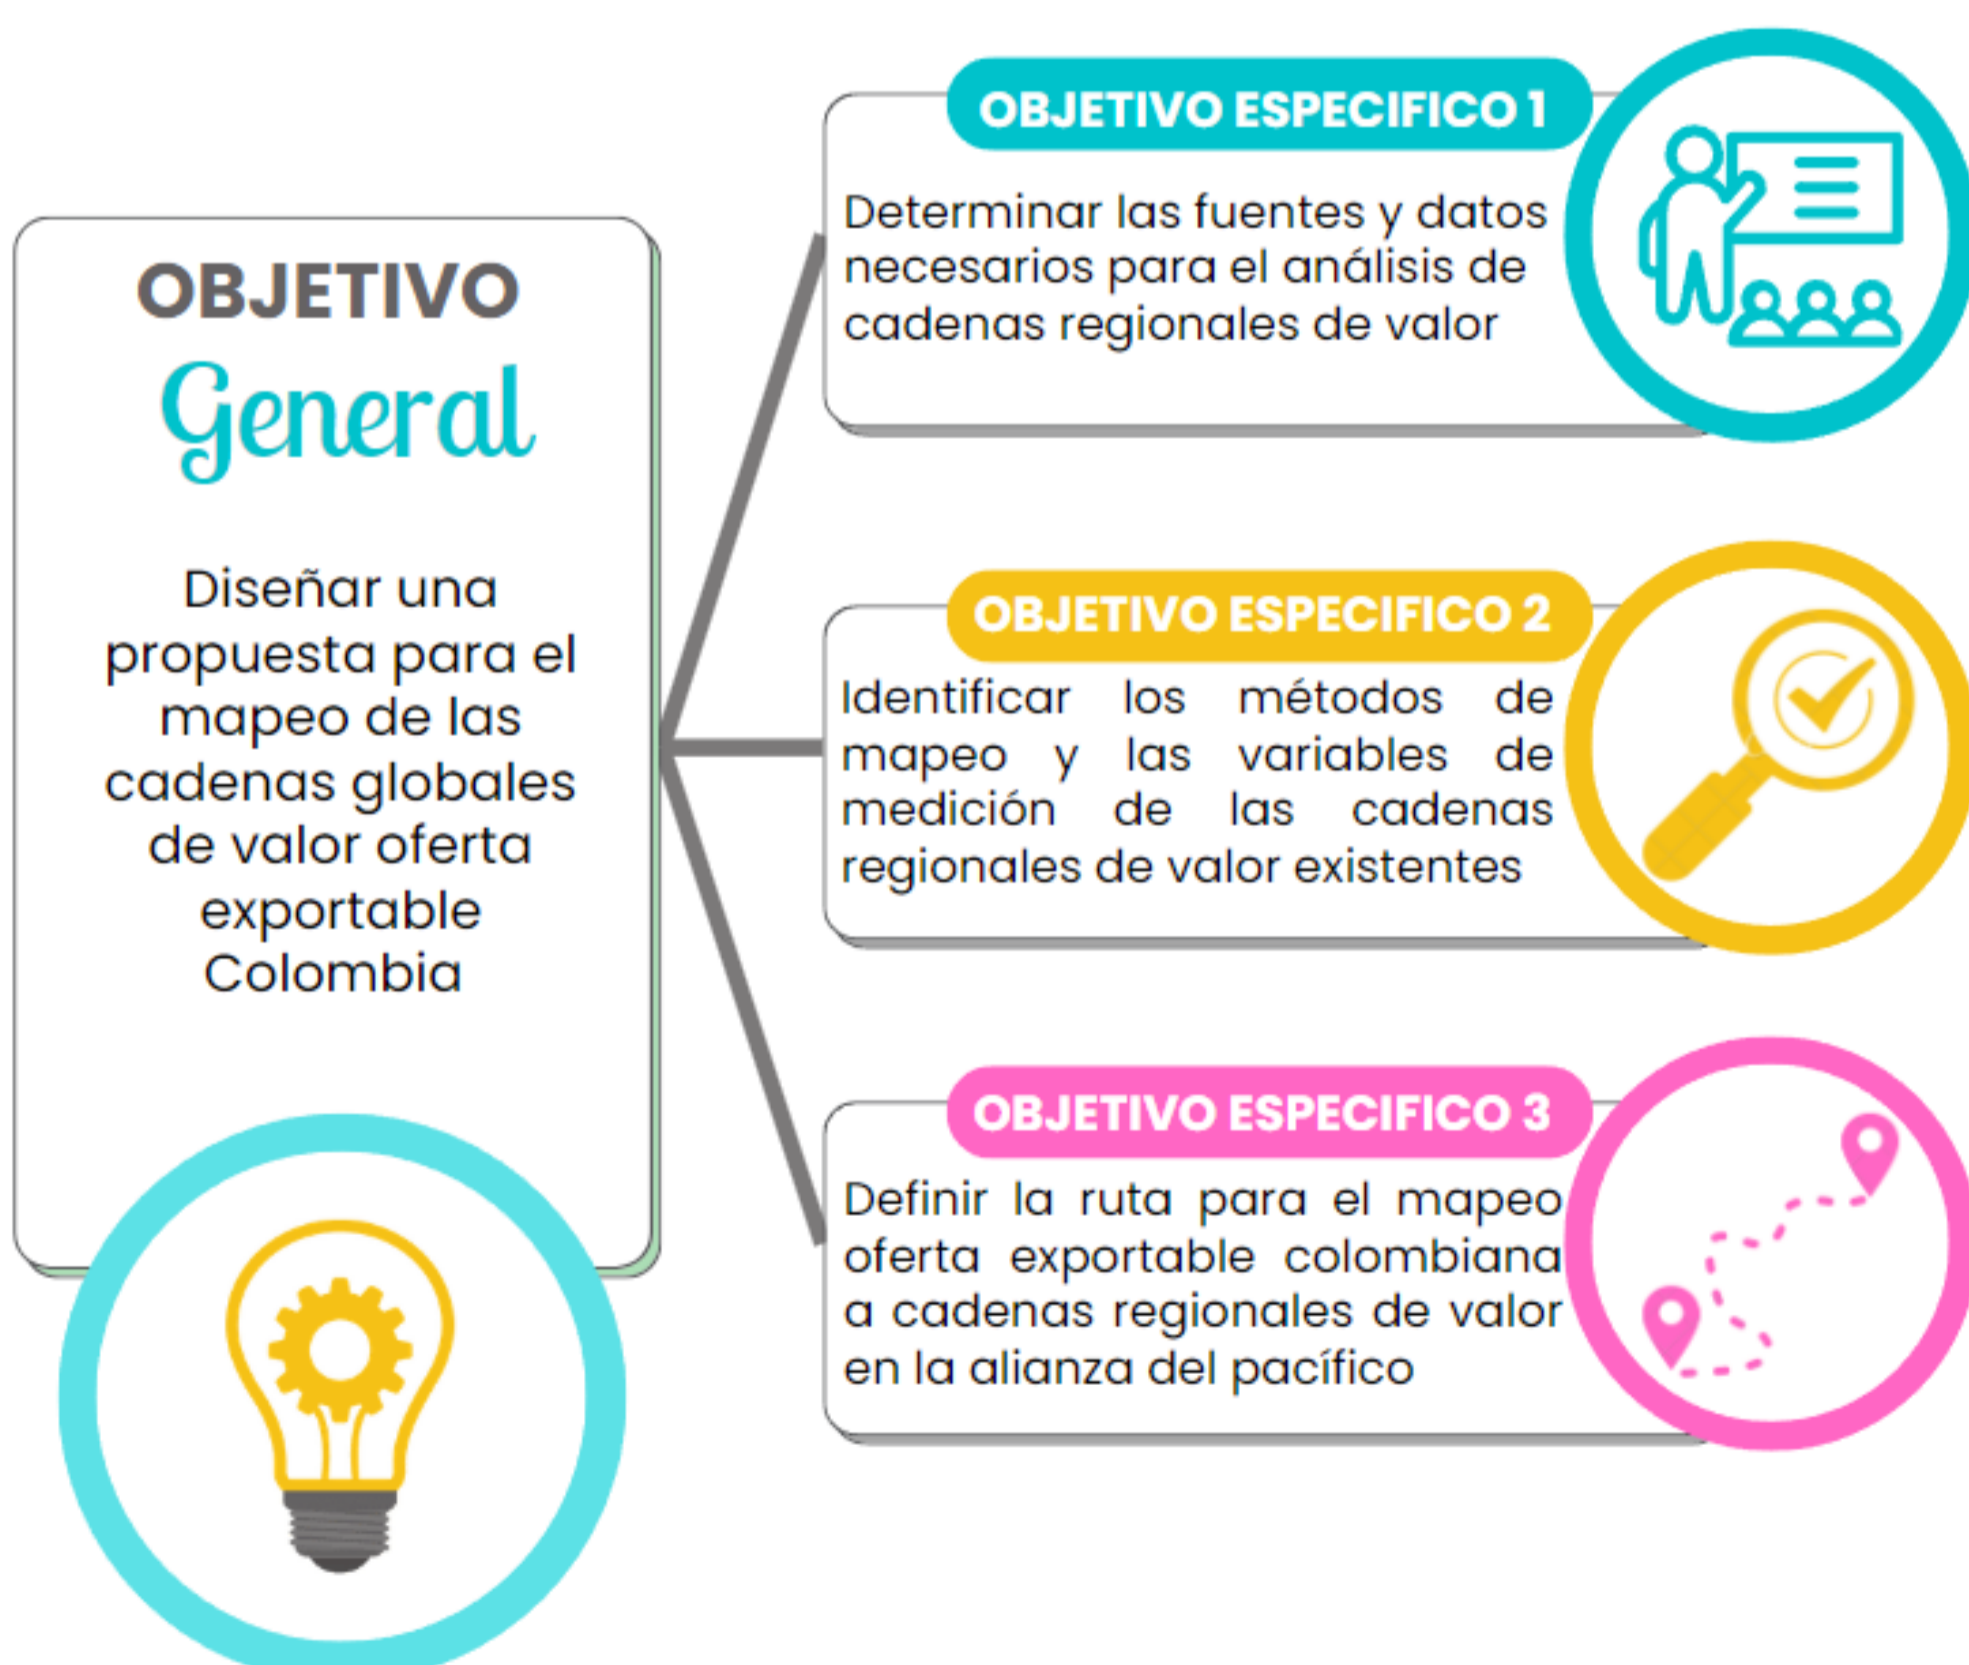 OBJETIVO
General
Diseñar una
propuesta para el
mapeo de las
cadenas globales
de valor oferta
exportable
Colombia
OBJETIVO ESPECIFICO 1
Determinar las fuentes y datos
necesarios para el análisis de
cadenas regionales de valor
OBJETIVO ESPECIFICO 2
Identificar los métodos de
mapeo y las variables de
medición de las cadenas
regionales de valor existentes
OBJETIVO ESPECIFICO 3
Definir la ruta para el mapeo
oferta exportable colombiana
a cadenas regionales de valor
en la alianza del pacífico